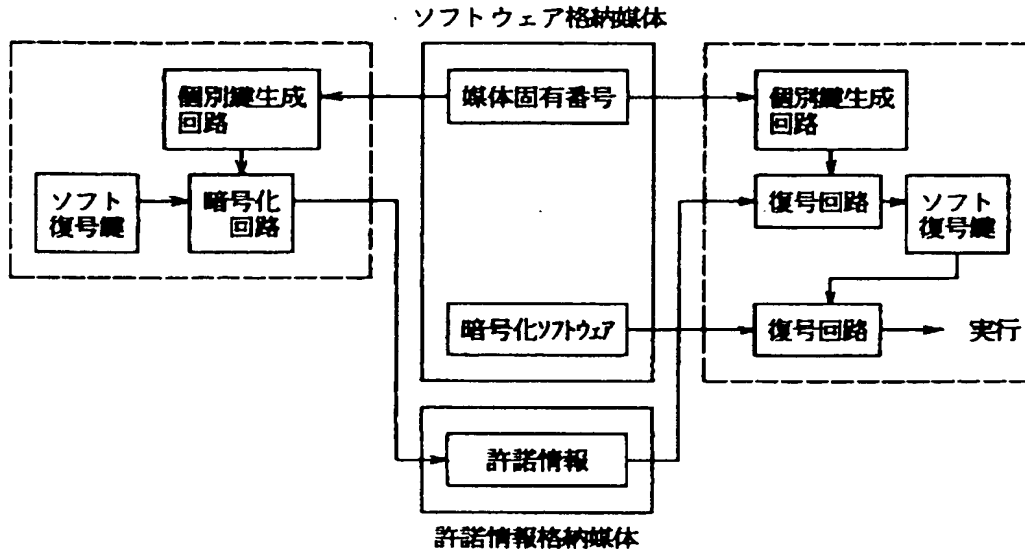 ソフトウェア格納媒体
個別鍵生成
回路
媒体固有番号
個別鍵生成
回路
ソフト
復号鍵
暗号化
回路
復号回路
ソフト
復号鍵
暗号化ソフトウェア
復号回路
実行
許諾情報
許諾情報格納媒体